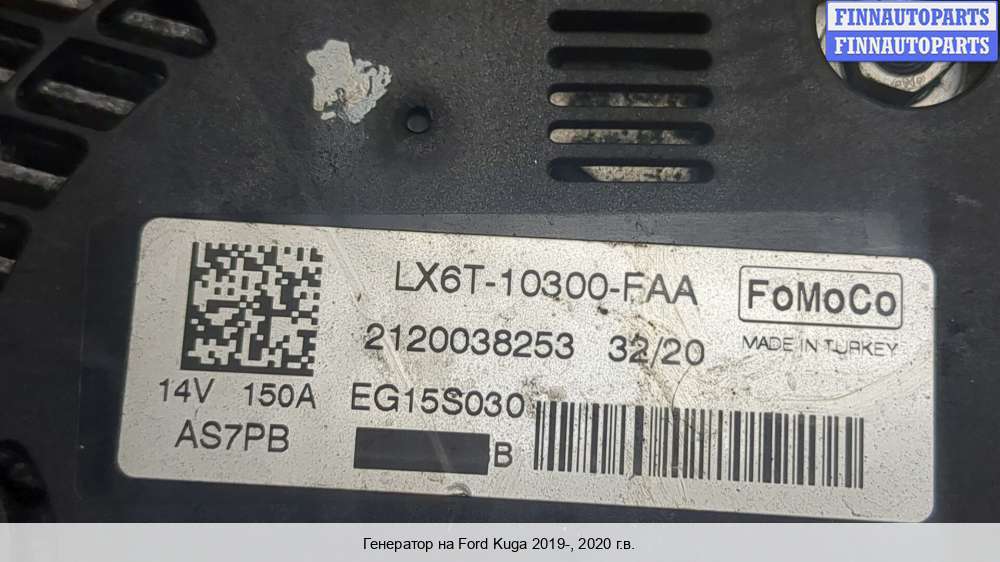 FINNAUTOPARTS
FINNAUTOPARTS
LX6T-10300-FAA
FoMoCo
2120038253 32/20
MADE IN TURKEY
14V 150A
EG15S030
AS7PB
B
Генератор на Ford Kuga 2019-, 2020 г.в.